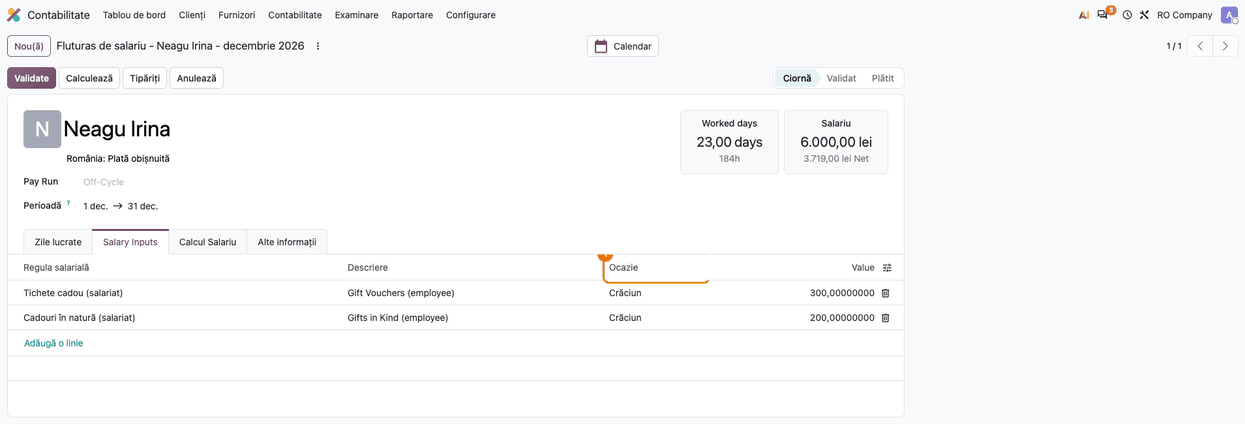 Contabilitate Tablou de bord Clienți Furnizori Contabilitate Examinare Raportare Configurare AI 3 RO Company A
Nou(ă) Fluturas de salariu - Neagu Irina - decembrie 2026 Calendar 1 / 1
Validate Calculează Tipăriți Anulează Ciornă Validat Plătit
N Neagu Irina
România: Plată obișnuită
Worked days
23,00 days
184h
Salariu
6.000,00 lei
3.719,00 lei Net
Pay Run Off-Cycle
Perioadă ? 1 dec. → 31 dec.
Zile lucrate Salary Inputs Calcul Salariu Alte informații
Regula salarială Descriere Ocazie Value
Tichete cadou (salariat) Gift Vouchers (employee) Crăciun 300,00000000
Cadouri în natură (salariat) Gifts in Kind (employee) Crăciun 200,00000000
Adăugă o linie